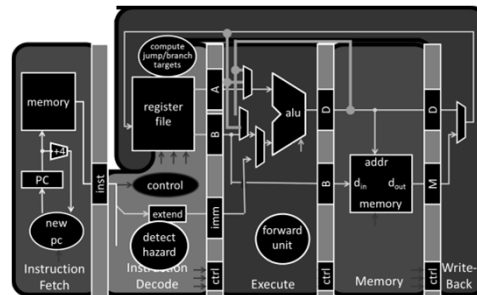 compute
jump/branch
targets
memory
register
file
A
alu
D
D
B
+4
addr
PC
inst
control
B
d_in d_out
M
imm
extend
memory
new
pc
detect
hazard
forward
unit
Instruction
Fetch
Instruction
Decode
ctrl
Execute
ctrl
Memory
ctrl
Write-
Back